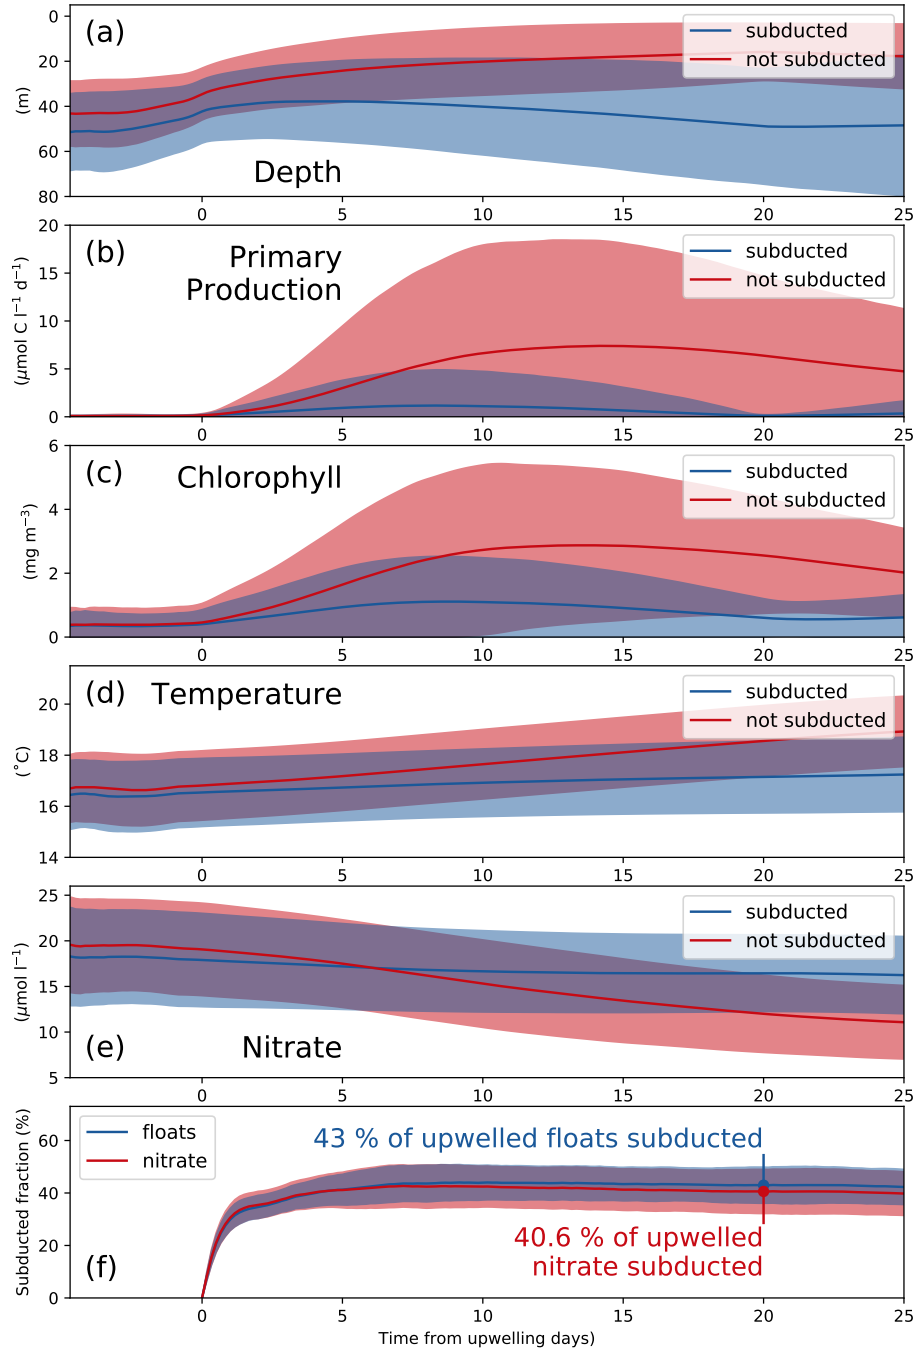 (a)
subducted
not subducted
0
20
40
60
80
(m)
Depth
0
5
10
15
20
25
(b)
Primary
Production
subducted
not subducted
20
15
10
5
0
(μmol C l⁻¹ d⁻¹)
0
5
10
15
20
25
(c)
Chlorophyll
subducted
not subducted
6
4
2
0
(mg m⁻³)
0
5
10
15
20
25
(d)
Temperature
subducted
not subducted
20
18
16
14
(˚C)
0
5
10
15
20
25
subducted
not subducted
25
20
15
10
5
(μmol l⁻¹)
(e)
Nitrate
0
5
10
15
20
25
floats
nitrate
43 % of upwelled floats subducted
60
40
20
0
Subducted fraction (%)
40.6 % of upwelled
nitrate subducted
(f)
0
5
10
15
20
25
Time from upwelling days)